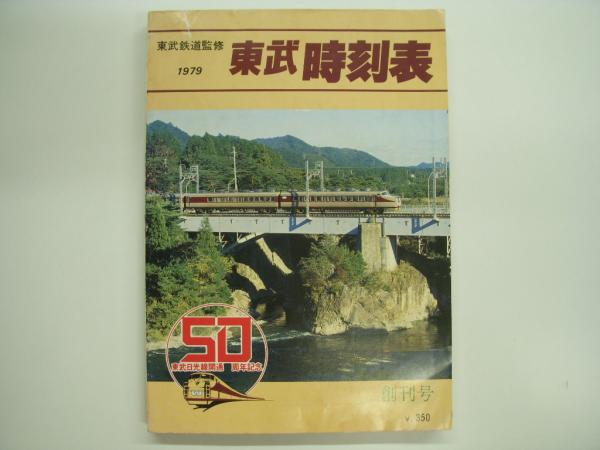 東武鉄道監修
1979
東武 時刻表
50
東武日光線開通 周年記念
創刊号
¥.350